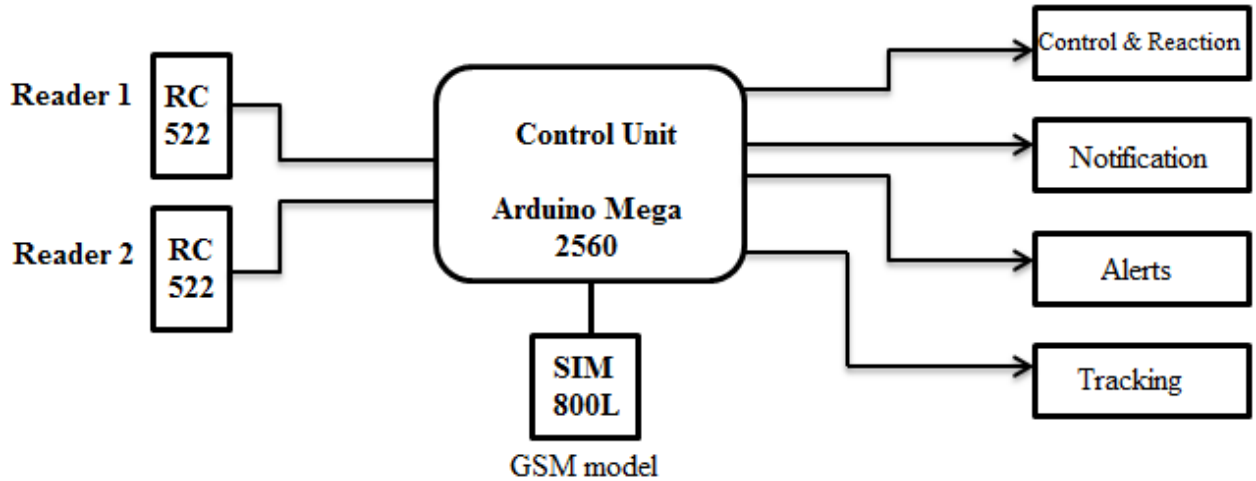 Reader 1
RC
522
Reader 2
RC
522
Control Unit
Arduino Mega
2560
SIM
800L
GSM model
Control & Reaction
Notification
Alerts
Tracking